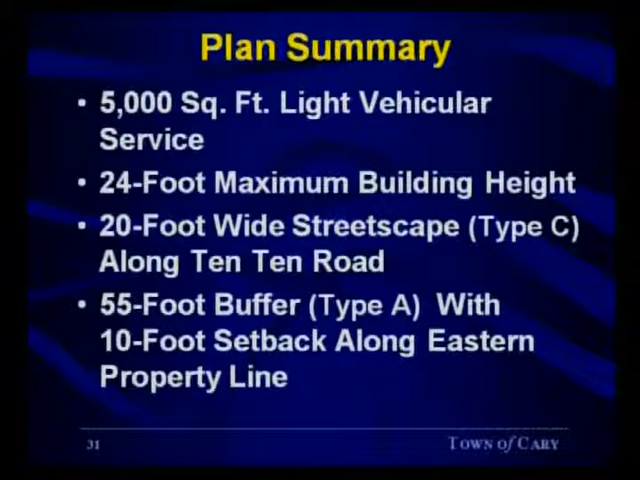 Plan Summary
• 5,000 Sq. Ft. Light Vehicular
Service
• 24-Foot Maximum Building Height
• 20-Foot Wide Streetscape (Type C)
Along Ten Ten Road
• 55-Foot Buffer (Type A) With
10-Foot Setback Along Eastern
Property Line
31
TOWN of CARY